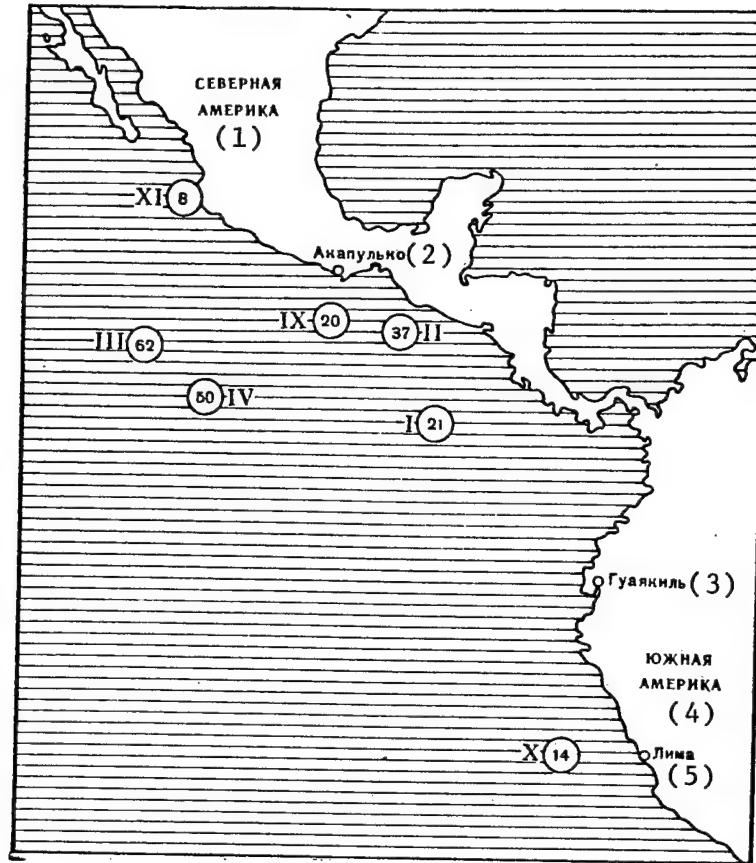 СЕВЕРНАЯ
АМЕРИКА
(1)
XI 8
Акапулько (2)
IX 20
37 II
III 62
50 IV
I 21
Гуаякиль (3)
ЮЖНАЯ
АМЕРИКА
(4)
X 14
Лима
(5)